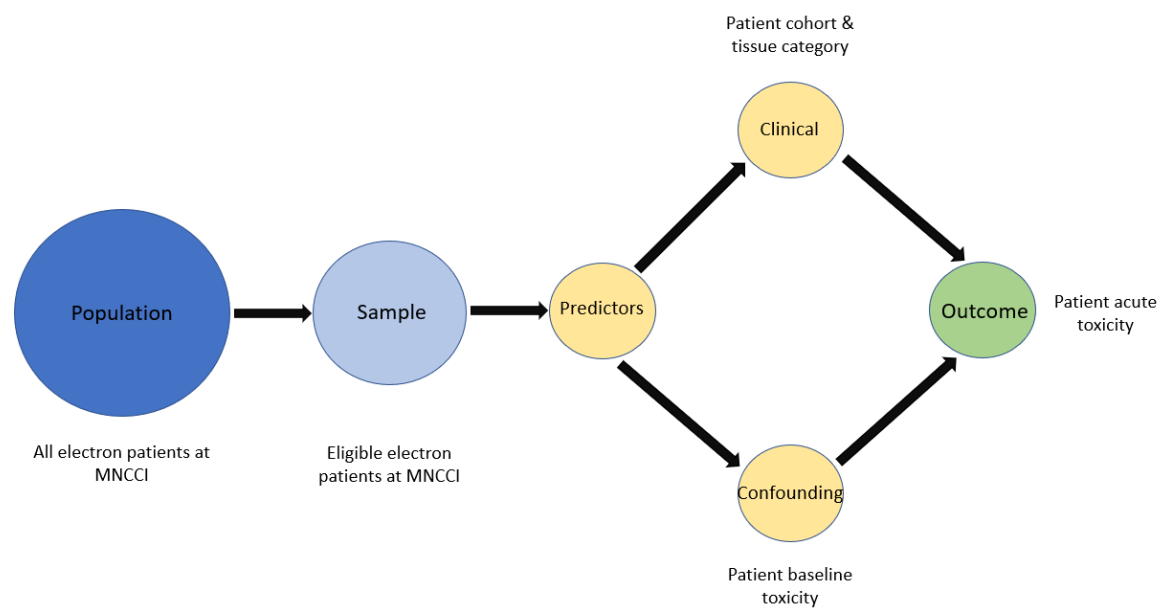 Patient cohort &
tissue category
Clinical
Population
Sample
Predictors
Outcome
Patient acute
toxicity
All electron patients at
MNCCI
Eligible electron
patients at MNCCI
Confounding
Patient baseline
toxicity